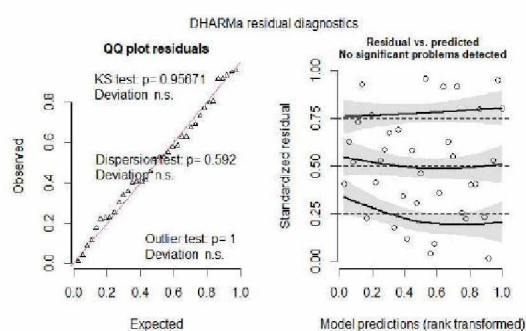 DHARMa residual diagnostics
QQ plot residuals
KS test: p= 0.95671
Deviation n.s.
Dispersion test: p= 0.592
Deviation n.s.
Outlier test: p= 1
Deviation n.s.
Observed
0.0
0.2
0.4
0.6
0.8
0.0 0.2 0.4 0.6 0.8 1.0
Expected
Residual vs. predicted
No significant problems detected
Standardized residual
0.00
0.25
0.50
0.75
1.00
0.0 0.2 0.4 0.6 0.8 1.0
Model predictions (rank transformed)